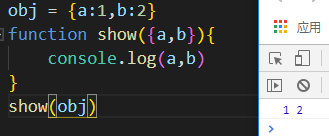 obj = {a:1,b:2}
function show({a,b}){
    console.log(a,b)
}
show(obj)
应用
1 2
>